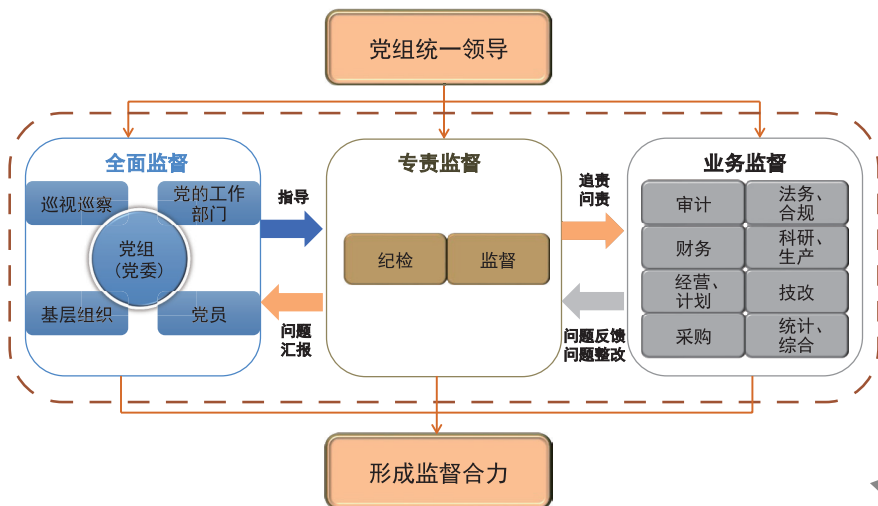 党组统一领导
全面监督
巡视巡察
党的工作
部门
党组
（党委）
基层组织
党员
指导
问题
汇报
专责监督
纪检
监督
追责
问责
问题反馈
问题整改
业务监督
审计
法务、
合规
财务
科研、
生产
经营、
计划
技改
采购
统计、
综合
形成监督合力